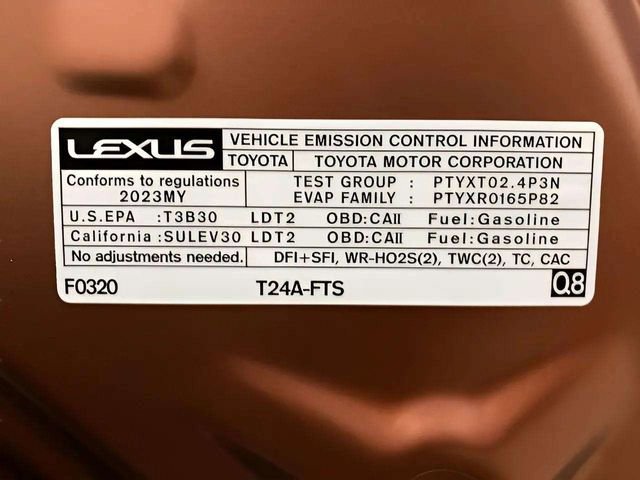 LEXUS VEHICLE EMISSION CONTROL INFORMATION
TOYOTA TOYOTA MOTOR CORPORATION
Conforms to regulations TEST GROUP : PTYXT02.4P3N
2023MY EVAP FAMILY : PTYXR0165P82
U.S.EPA :T3B30 LDT2 OBD:CAII Fuel:Gasoline
California :SULEV30 LDT2 OBD:CAII Fuel:Gasoline
No adjustments needed. DFI+SFI, WR-HO2S(2), TWC(2), TC, CAC
F0320 T24A-FTS 0.8